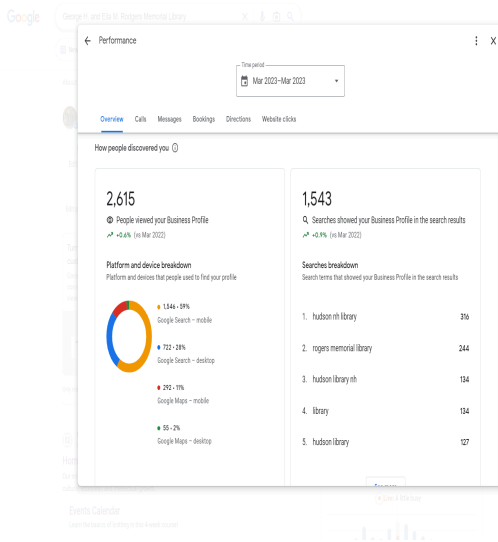 Google
George H. and Ella M. Rodgers Memorial Library
Performance
Time period
Mar 2023–Mar 2023
Overview
Calls
Messages
Bookings
Directions
Website clicks
How people discovered you
2,615
People viewed your Business Profile
+0.6% (vs Mar 2022)
Platform and device breakdown
Platform and devices that people used to find your profile
1,546 · 59%
Google Search – mobile
722 · 28%
Google Search – desktop
292 · 11%
Google Maps – mobile
55 · 2%
Google Maps – desktop
1,543
Searches showed your Business Profile in the search results
+0.9% (vs Mar 2022)
Searches breakdown
Search terms that showed your Business Profile in the search results
1. hudson nh library 316
2. rogers memorial library 244
3. hudson library nh 134
4. library 134
5. hudson library 127
Events Calendar